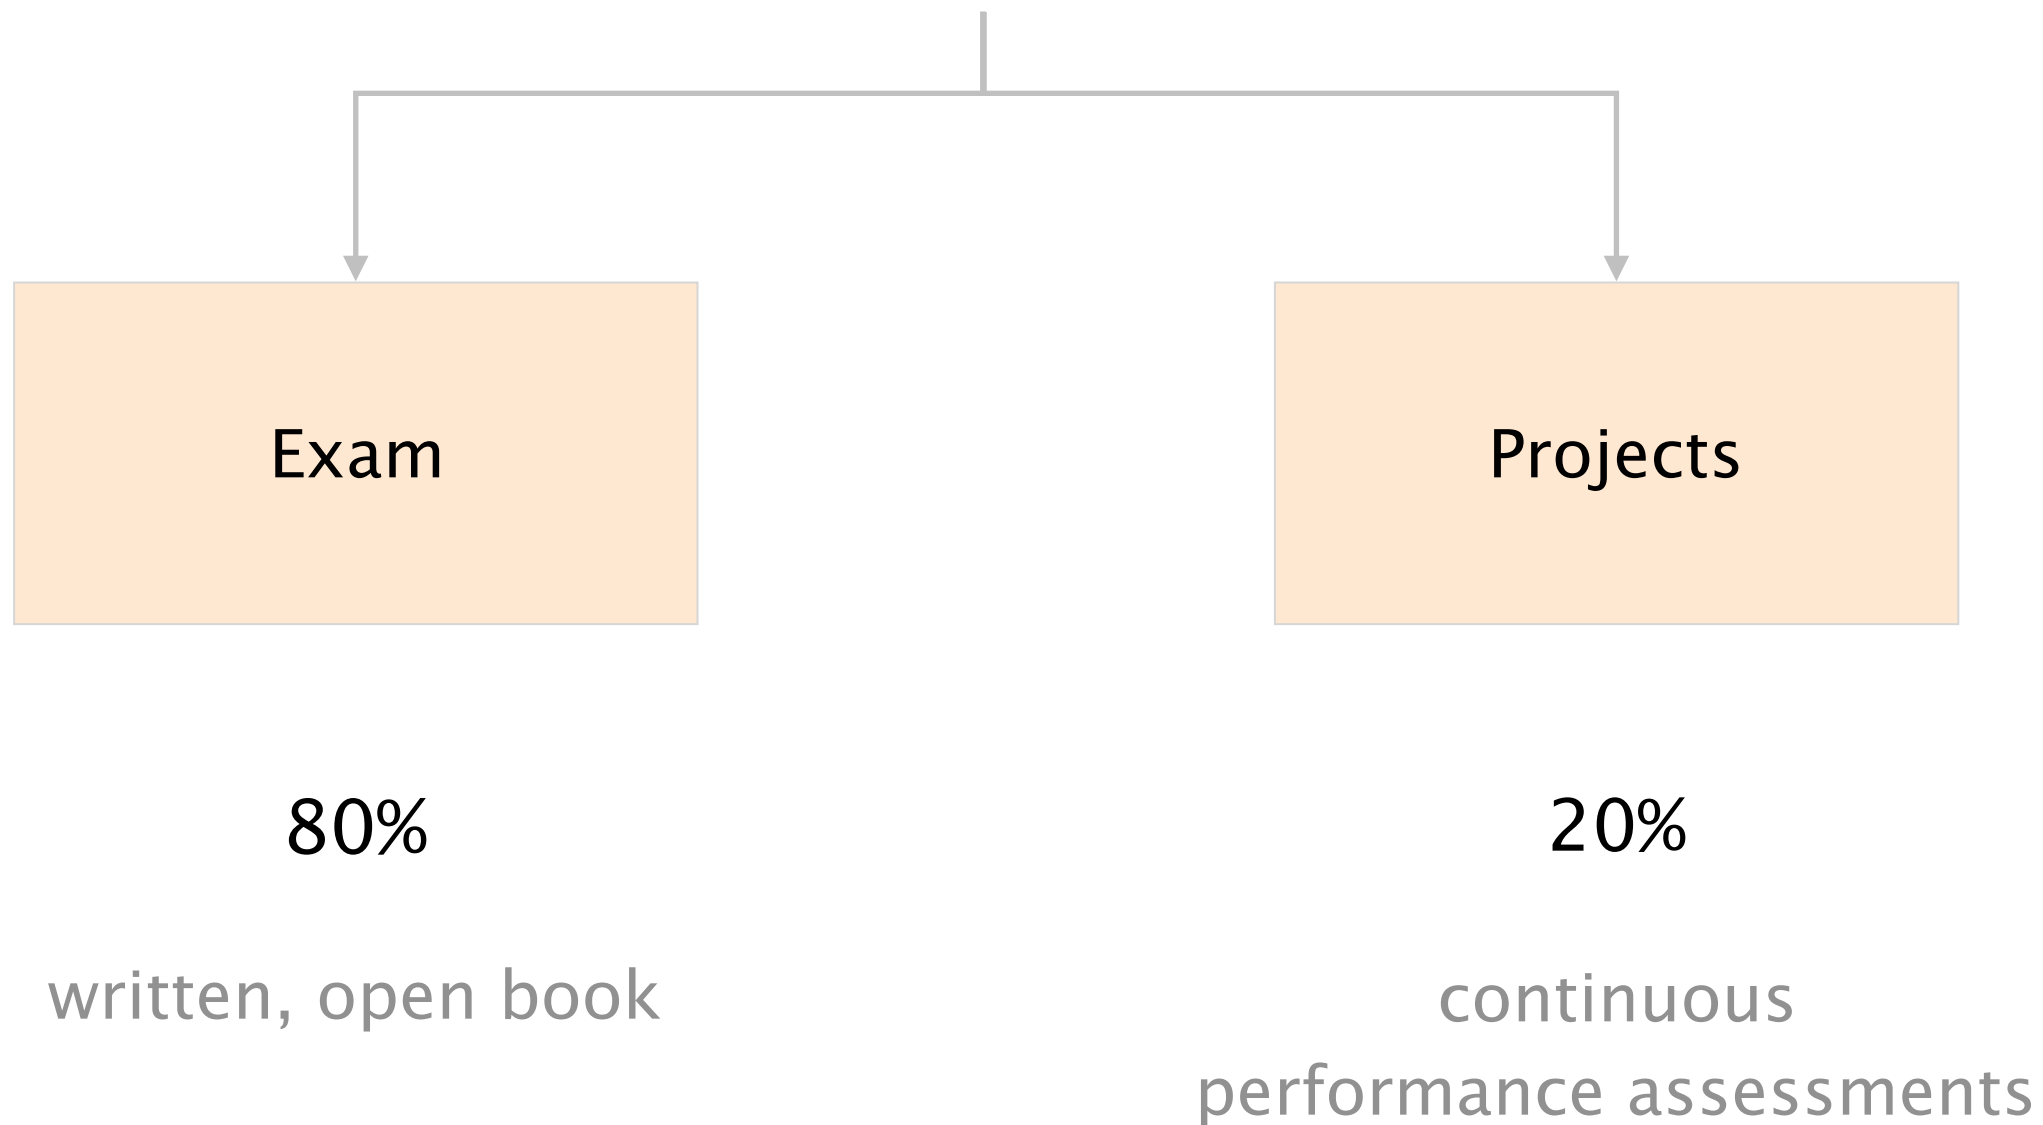 Exam
Projects
80%
20%
written, open book
continuous
performance assessments